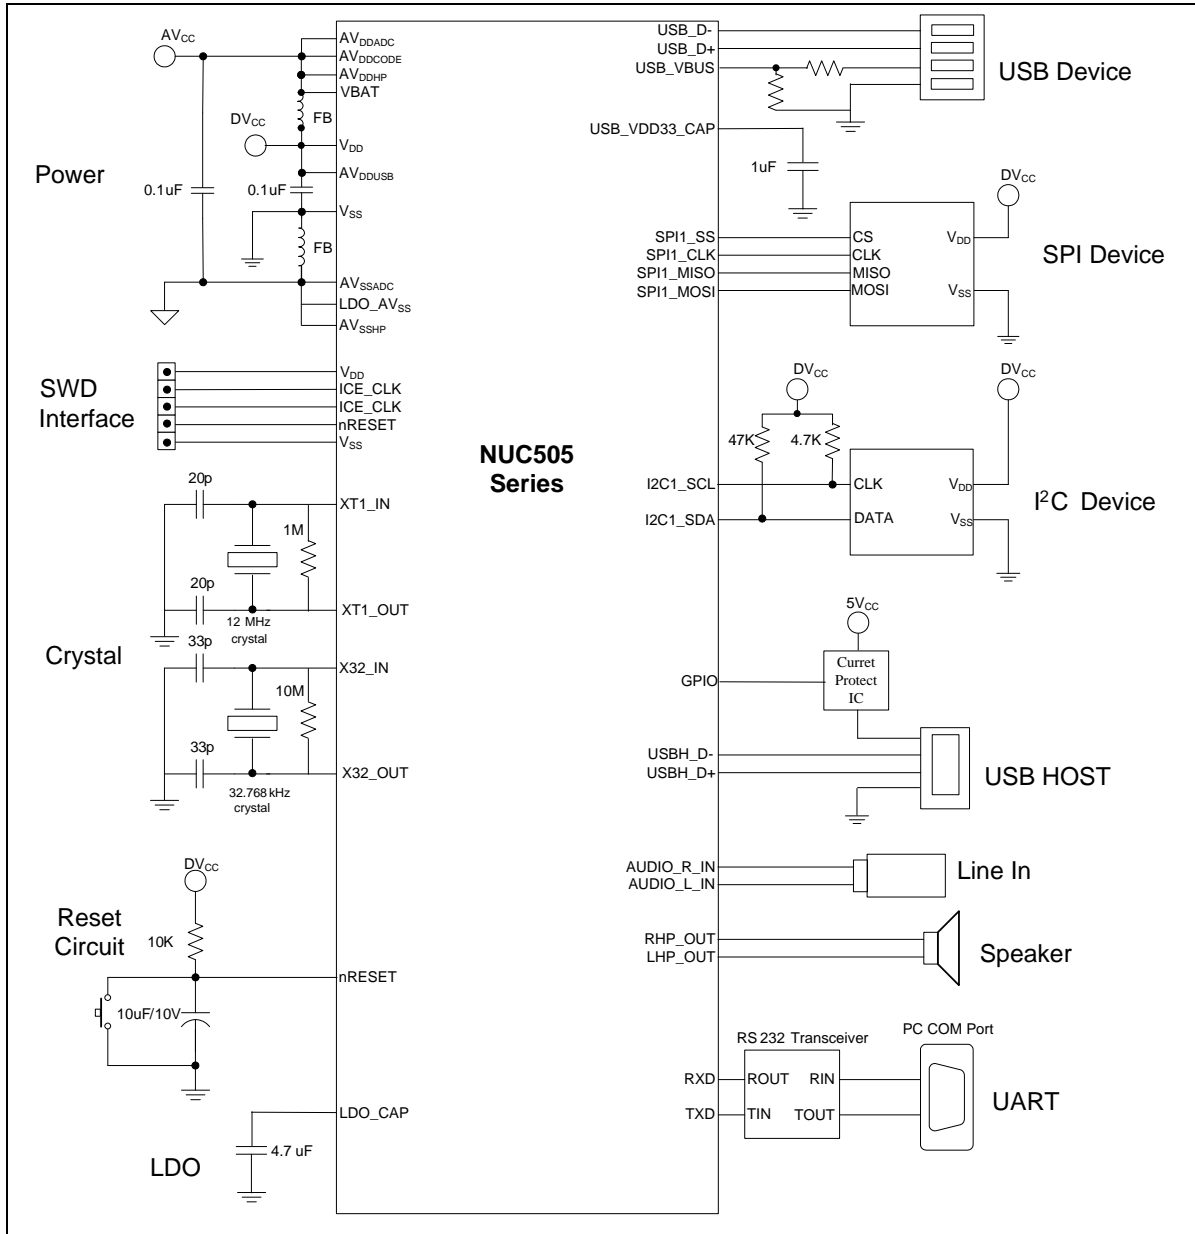 AVCC
AVDDADC
AVDDCODE
AVDDHP
VBAT
FB
DVCC
VDD
AVDDUSB
Power
0.1uF
0.1uF
VSS
FB
AVSSADC
LDO_AVSS
AVSSHP
SWD
Interface
VDD
ICE_CLK
ICE_CLK
nRESET
VSS
20p
XT1_IN
1M
20p
XT1_OUT
12 MHz
crystal
Crystal
33p
X32_IN
10M
33p
X32_OUT
32.768 kHz
crystal
DVCC
Reset
Circuit
10K
nRESET
10uF/10V
LDO_CAP
4.7 uF
LDO
NUC505
Series
USB_D-
USB_D+
USB_VBUS
USB Device
USB_VDD33_CAP
1uF
DVCC
SPI1_SS
SPI1_CLK
SPI1_MISO
SPI1_MOSI
CS
CLK
MISO
MOSI
VDD
VSS
SPI Device
DVCC
DVCC
47K
4.7K
I2C1_SCL
I2C1_SDA
CLK
DATA
VDD
VSS
I2C Device
5VCC
GPIO
Curret
Protect
IC
USBH_D-
USBH_D+
USB HOST
AUDIO_R_IN
AUDIO_L_IN
Line In
RHP_OUT
LHP_OUT
Speaker
RS 232 Transceiver
PC COM Port
RXD
TXD
ROUT
RIN
TIN
TOUT
UART